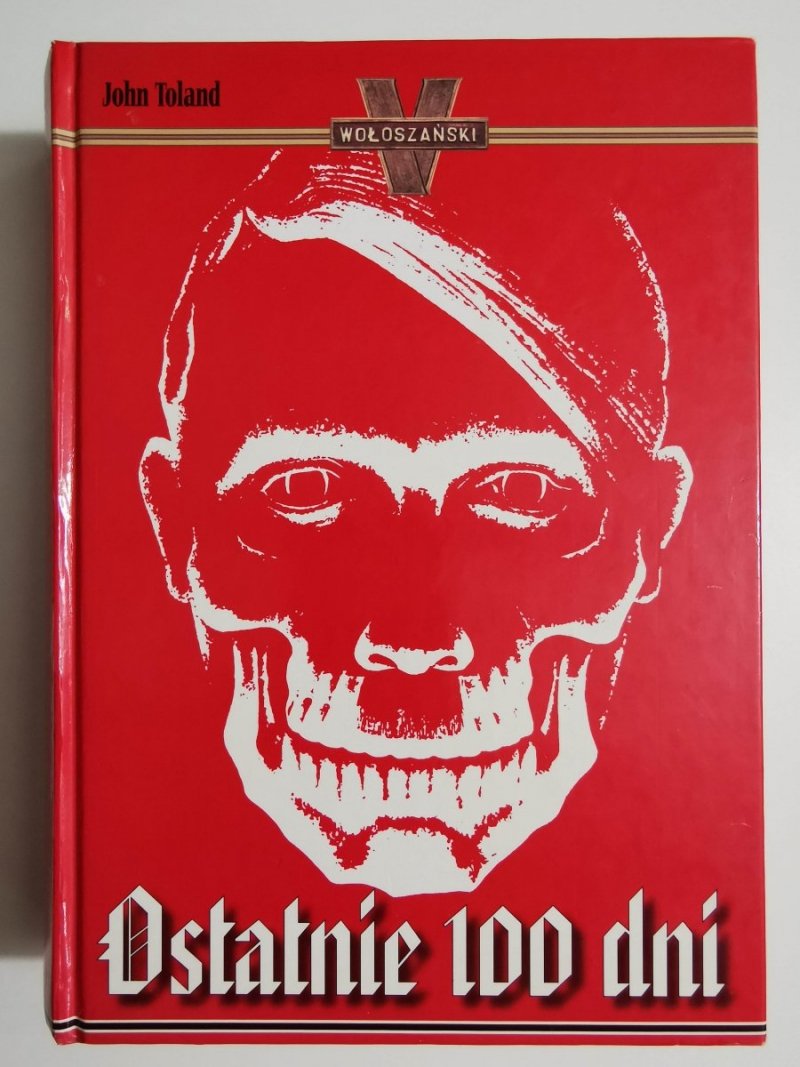 John Toland
WOŁOSZAŃSKI
Ostatnie 100 dni